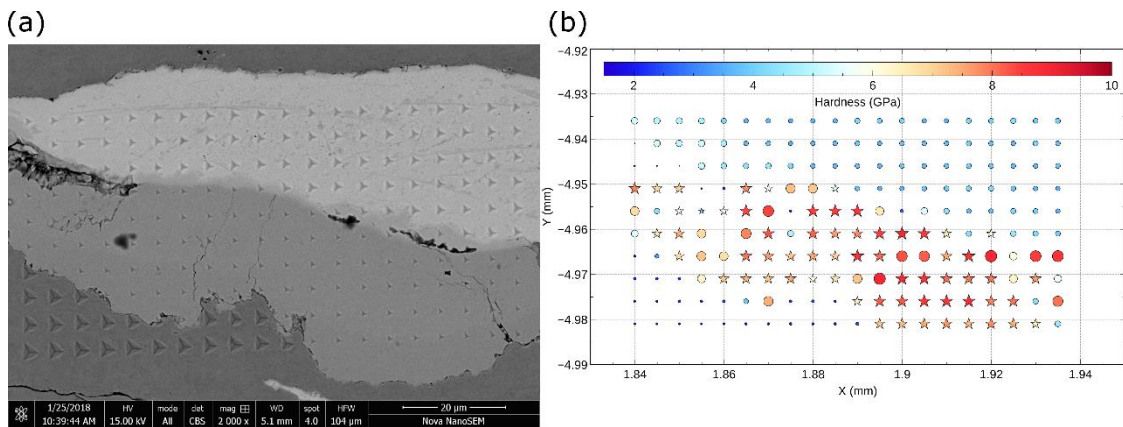 (a)
1/25/2018 HV mode det mag WD spot HFW 20 µm
10:39:44 AM 15.00 kV All CBS 2 000 x 5.1 mm 4.0 104 µm Nova NanoSEM
(b)
−4.92
2 4 6 8 10
Hardness (GPa)
−4.93
−4.94
−4.95
Y (mm)
−4.96
−4.97
−4.98
−4.99
1.84 1.86 1.88 1.9 1.92 1.94
X (mm)